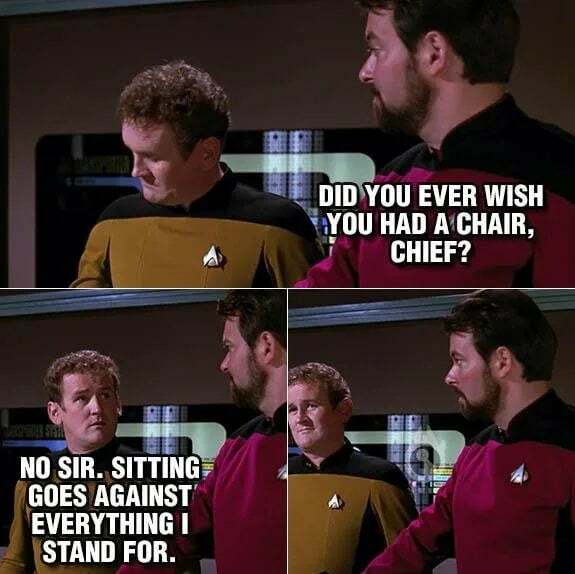 DID YOU EVER WISH
YOU HAD A CHAIR,
CHIEF?
NO SIR. SITTING
GOES AGAINST
EVERYTHING I
STAND FOR.